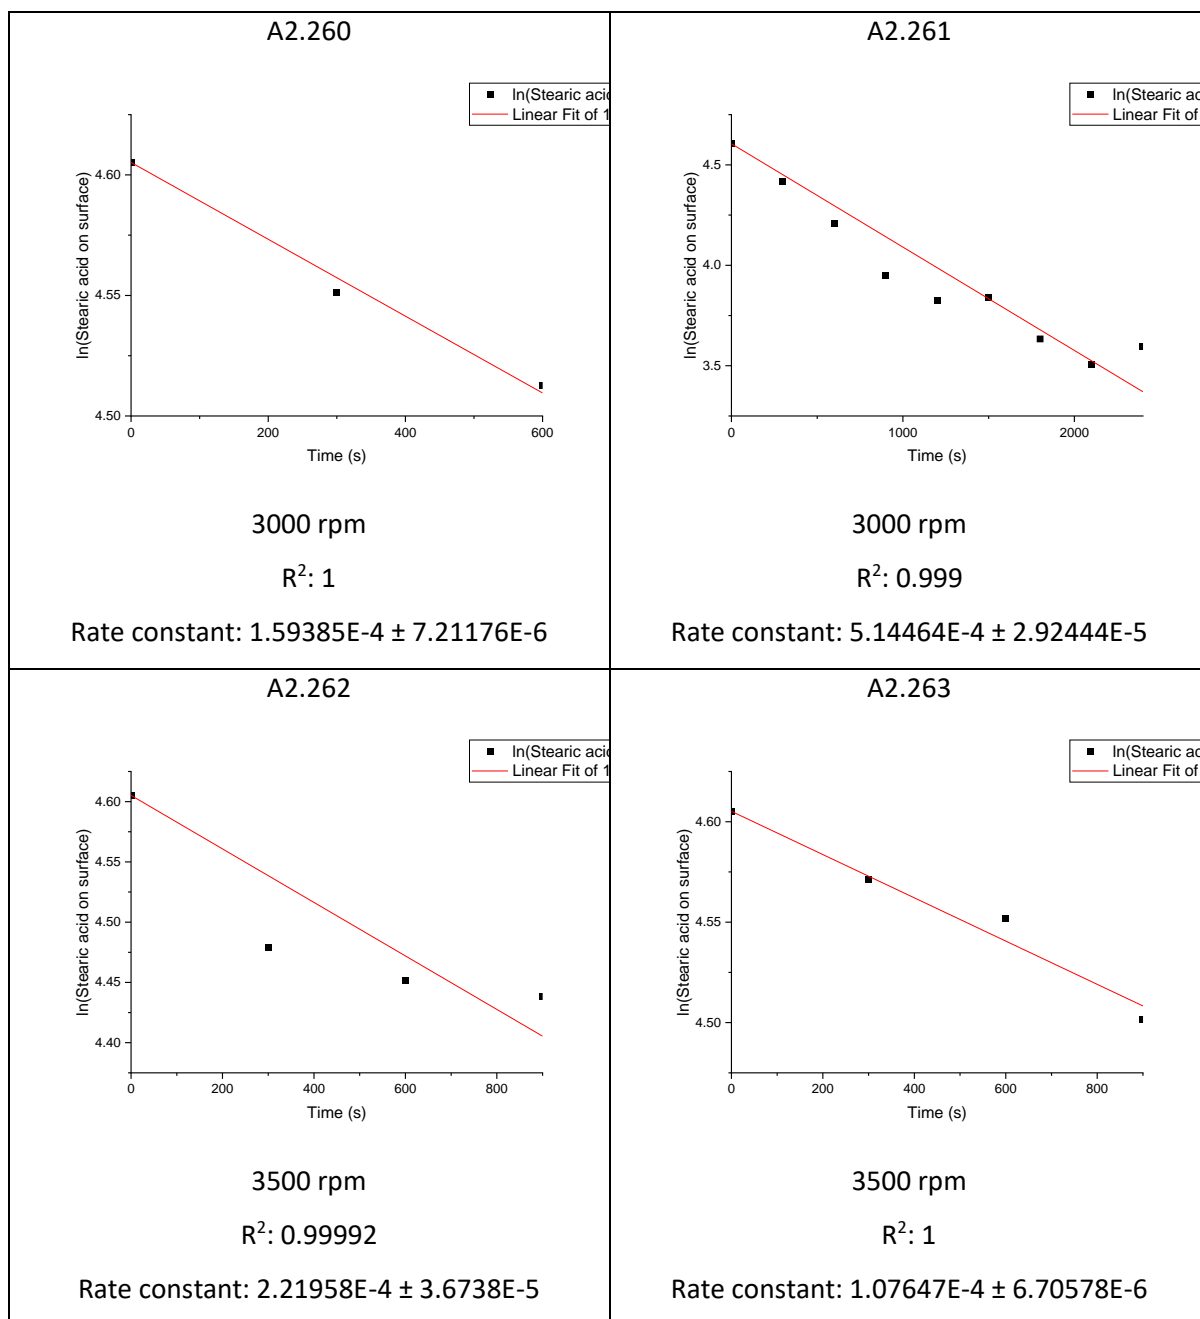 A2.260
ln(Stearic acid
Linear Fit of 1
4.60
4.55
4.50
ln(Stearic acid on surface)
0
200
400
600
Time (s)
3000 rpm
R²: 1
Rate constant: 1.59385E-4 ± 7.21176E-6
A2.261
ln(Stearic ac
Linear Fit of
4.5
4.0
3.5
ln(Stearic acid on surface)
0
1000
2000
Time (s)
3000 rpm
R²: 0.999
Rate constant: 5.14464E-4 ± 2.92444E-5
A2.262
ln(Stearic acid
Linear Fit of 1
4.60
4.55
4.50
4.45
4.40
ln(Stearic acid on surface)
0
200
400
600
800
Time (s)
3500 rpm
R²: 0.99992
Rate constant: 2.21958E-4 ± 3.6738E-5
A2.263
ln(Stearic ac
Linear Fit of
4.60
4.55
4.50
ln(Stearic acid on surface)
0
200
400
600
800
Time (s)
3500 rpm
R²: 1
Rate constant: 1.07647E-4 ± 6.70578E-6